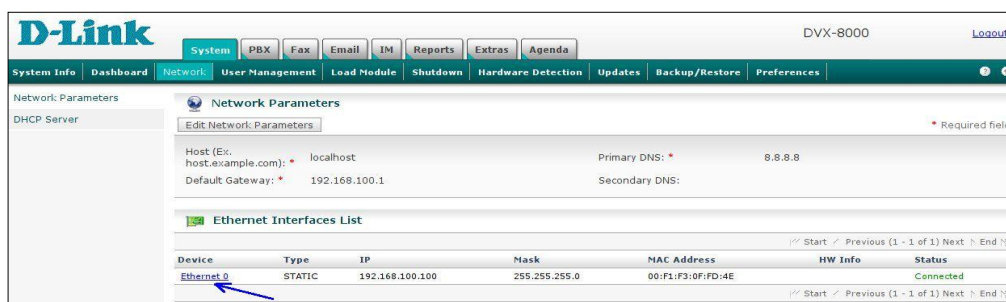 D-Link
DVX-8000
Logout
System PBX Fax Email IM Reports Extras Agenda
System Info Dashboard Network User Management Load Module Shutdown Hardware Detection Updates Backup/Restore Preferences
Network Parameters
DHCP Server
Network Parameters
Edit Network Parameters
* Required fiel
Host (Ex.
host.example.com): * localhost Primary DNS: * 8.8.8.8
Default Gateway: * 192.168.100.1 Secondary DNS:
Ethernet Interfaces List
Start Previous (1 - 1 of 1) Next End
Device Type IP Mask MAC Address HW Info Status
Ethernet 0 STATIC 192.168.100.100 255.255.255.0 00:F1:F3:0F:FD:4E Connected
Start Previous (1 - 1 of 1) Next End